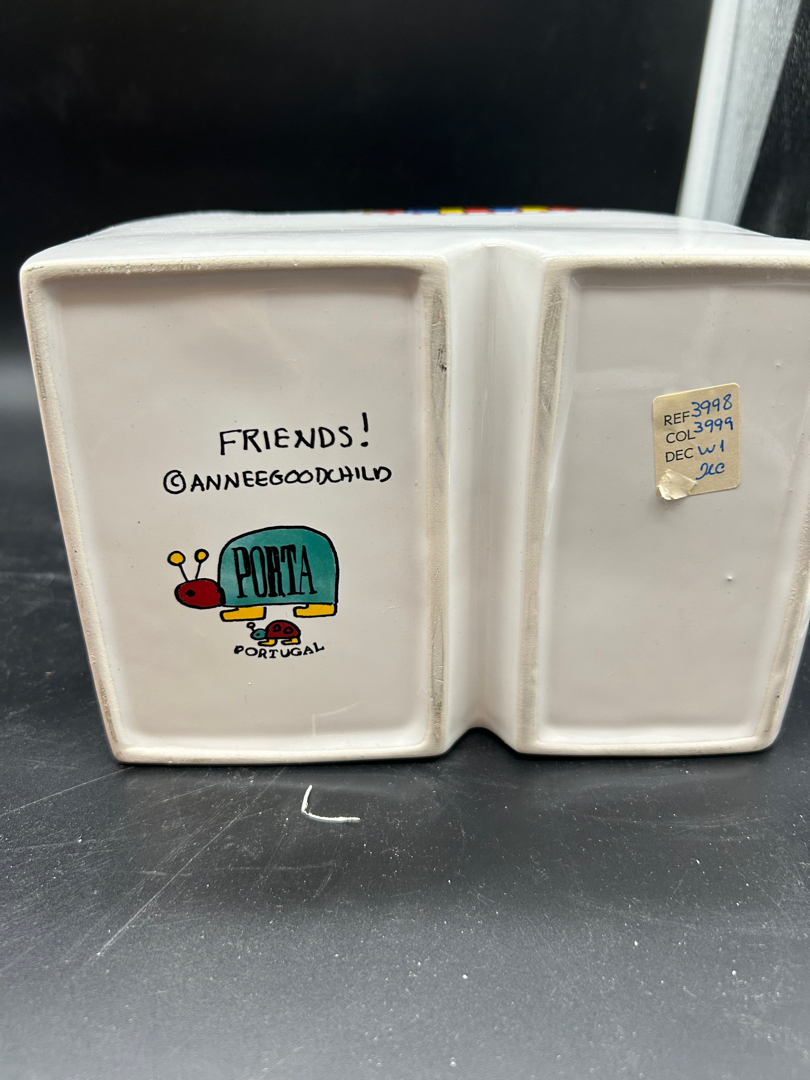 FRIENDS!
©ANNEEGOODCHILD
PORTA
PORTUGAL
REF 3998
COL 3999
DEC W1